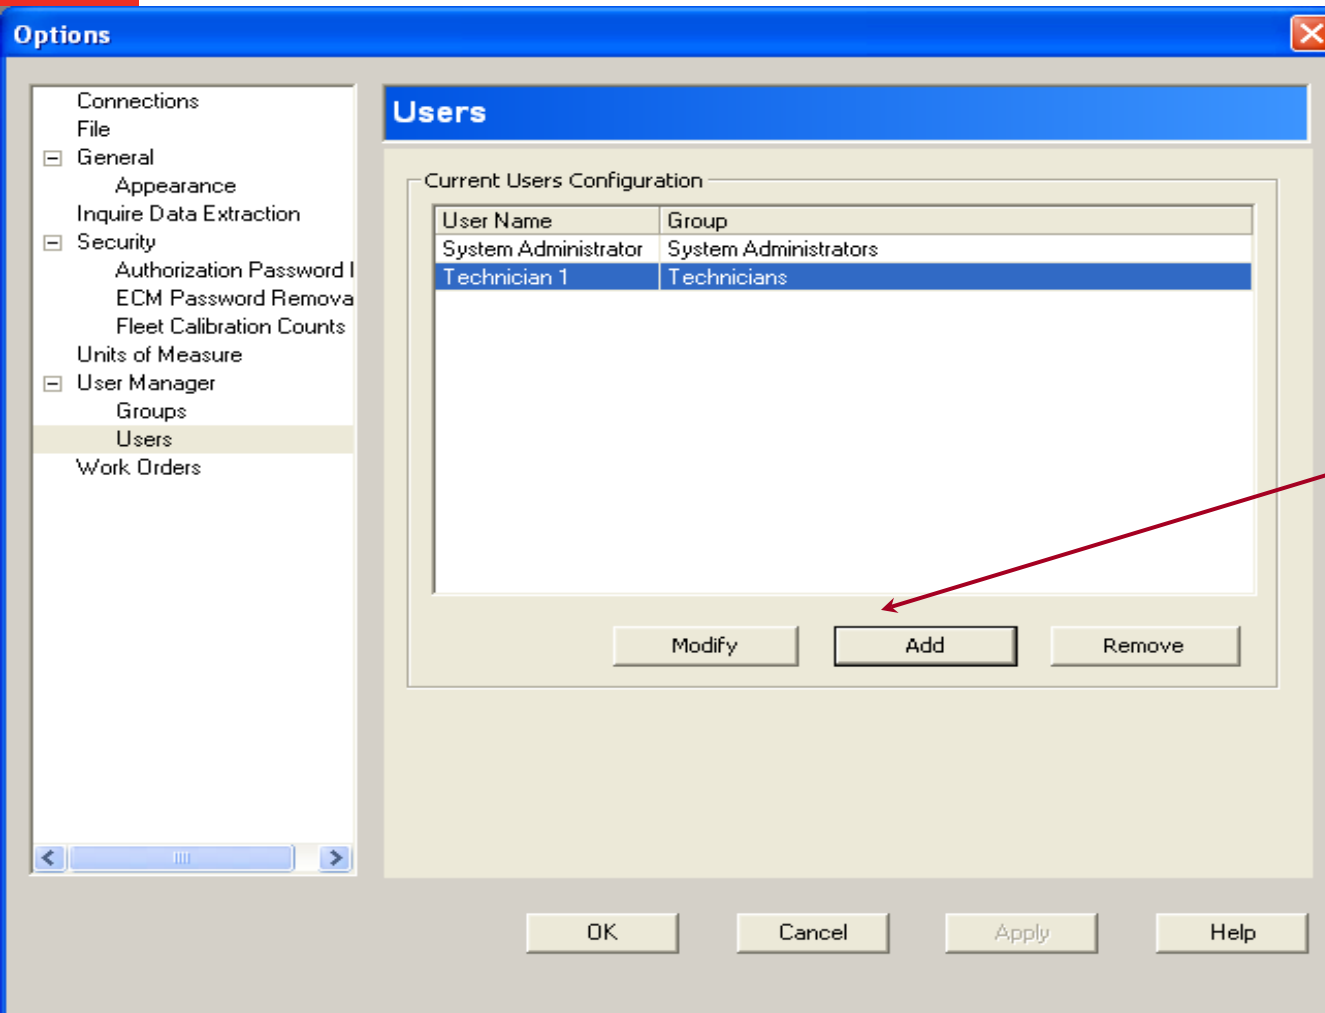 Options
Connections
File
General
Appearance
Inquire Data Extraction
Security
Authorization Password
ECM Password Remova
Fleet Calibration Counts
Units of Measure
User Manager
Groups
Users
Work Orders
Users
Current Users Configuration
User Name Group
System Administrator System Administrators
Technician 1 Technicians
Modify Add Remove
OK Cancel Apply Help